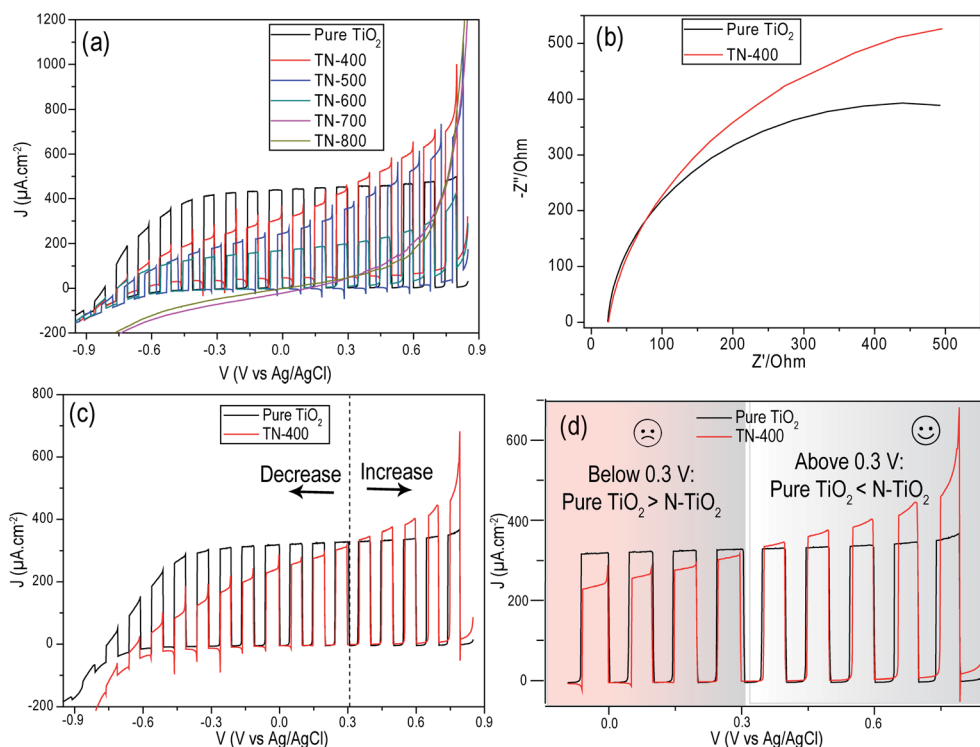 (a)
Pure TiO₂
TN-400
TN-500
TN-600
TN-700
TN-800
1200
1000
800
600
400
200
0
-200
J (μA.cm⁻²)
-0.9 -0.6 -0.3 0.0 0.3 0.6 0.9
V (V vs Ag/AgCl)
(b)
Pure TiO₂
TN-400
500
400
300
200
100
0
-Z''/Ohm
0 100 200 300 400 500
Z'/Ohm
(c)
Pure TiO₂
TN-400
Decrease Increase
800
600
400
200
0
-200
J (μA.cm⁻²)
-0.9 -0.6 -0.3 0.0 0.3 0.6 0.9
V (V vs Ag/AgCl)
(d)
Pure TiO₂
TN-400
Below 0.3 V:
Pure TiO₂ > N-TiO₂
Above 0.3 V:
Pure TiO₂ < N-TiO₂
600
400
200
0
J (μA.cm⁻²)
0.0 0.3 0.6
V (V vs Ag/AgCl)